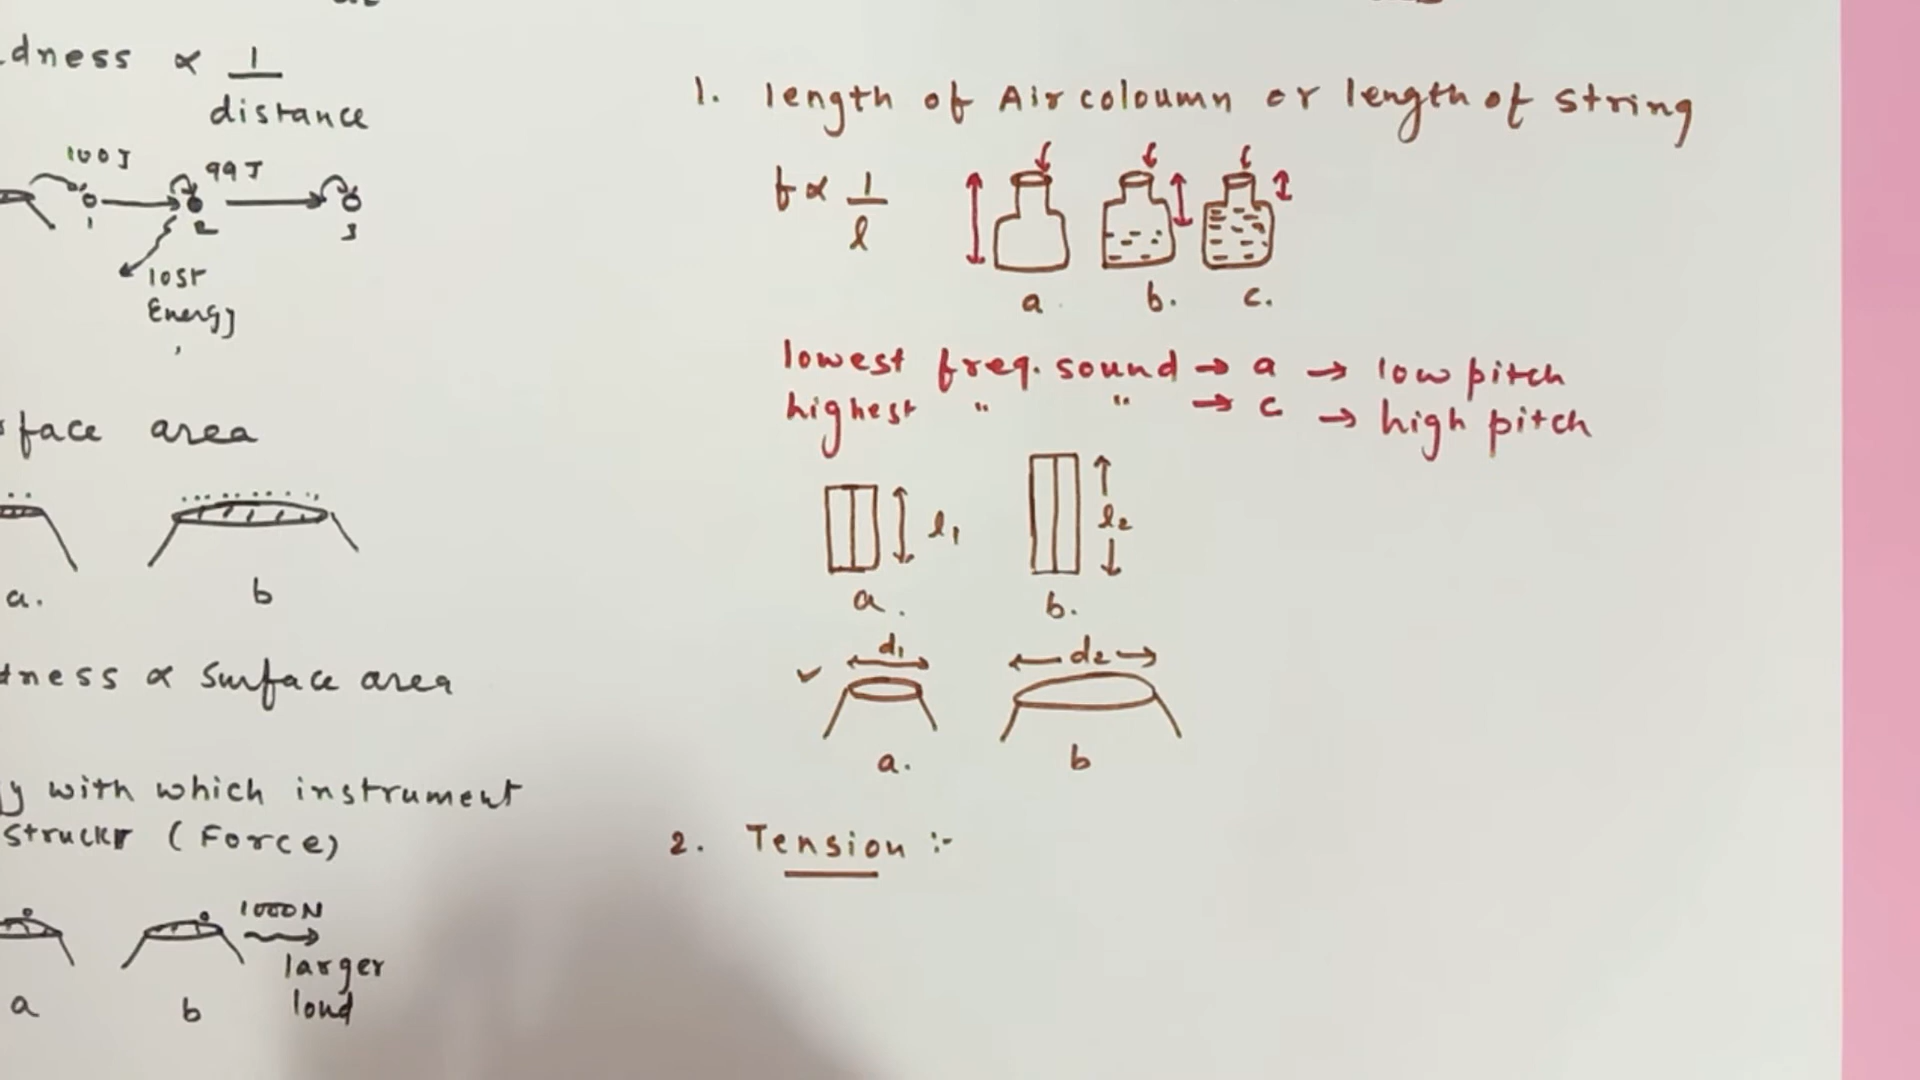 dness ∝ 1
distance
100J
99J
1
2
3
lost
Energy
face area
a.
b
ness ∝ Surface area
y with which instrument
Struckt (Force)
1000N
larger
loud
a
b
1. length of Air coloumn or length of string
f ∝ 1
l
a
b.
c.
lowest freq. sound → a → low pitch
highest " " → c → high pitch
l1
l2
a.
b.
d1
d2
✓
a.
b
2. Tension :-